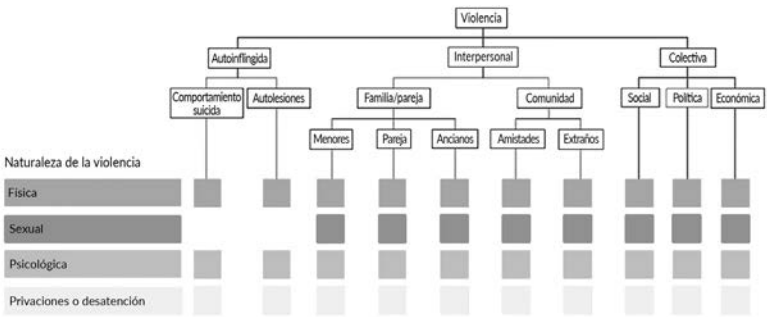 Violencia
Autoinflingida
Interpersonal
Colectiva
Comportamiento
suicida
Autolesiones
Familia/pareja
Comunidad
Social
Política
Económica
Menores
Pareja
Ancianos
Amistades
Extraños
Naturaleza de la violencia
Física
Sexual
Psicológica
Privaciones o desatención